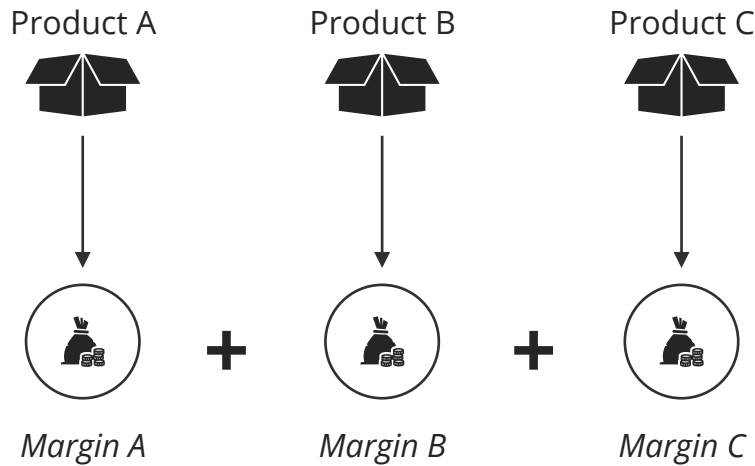 Product A
Product B
Product C
+
+
Margin A
Margin B
Margin C